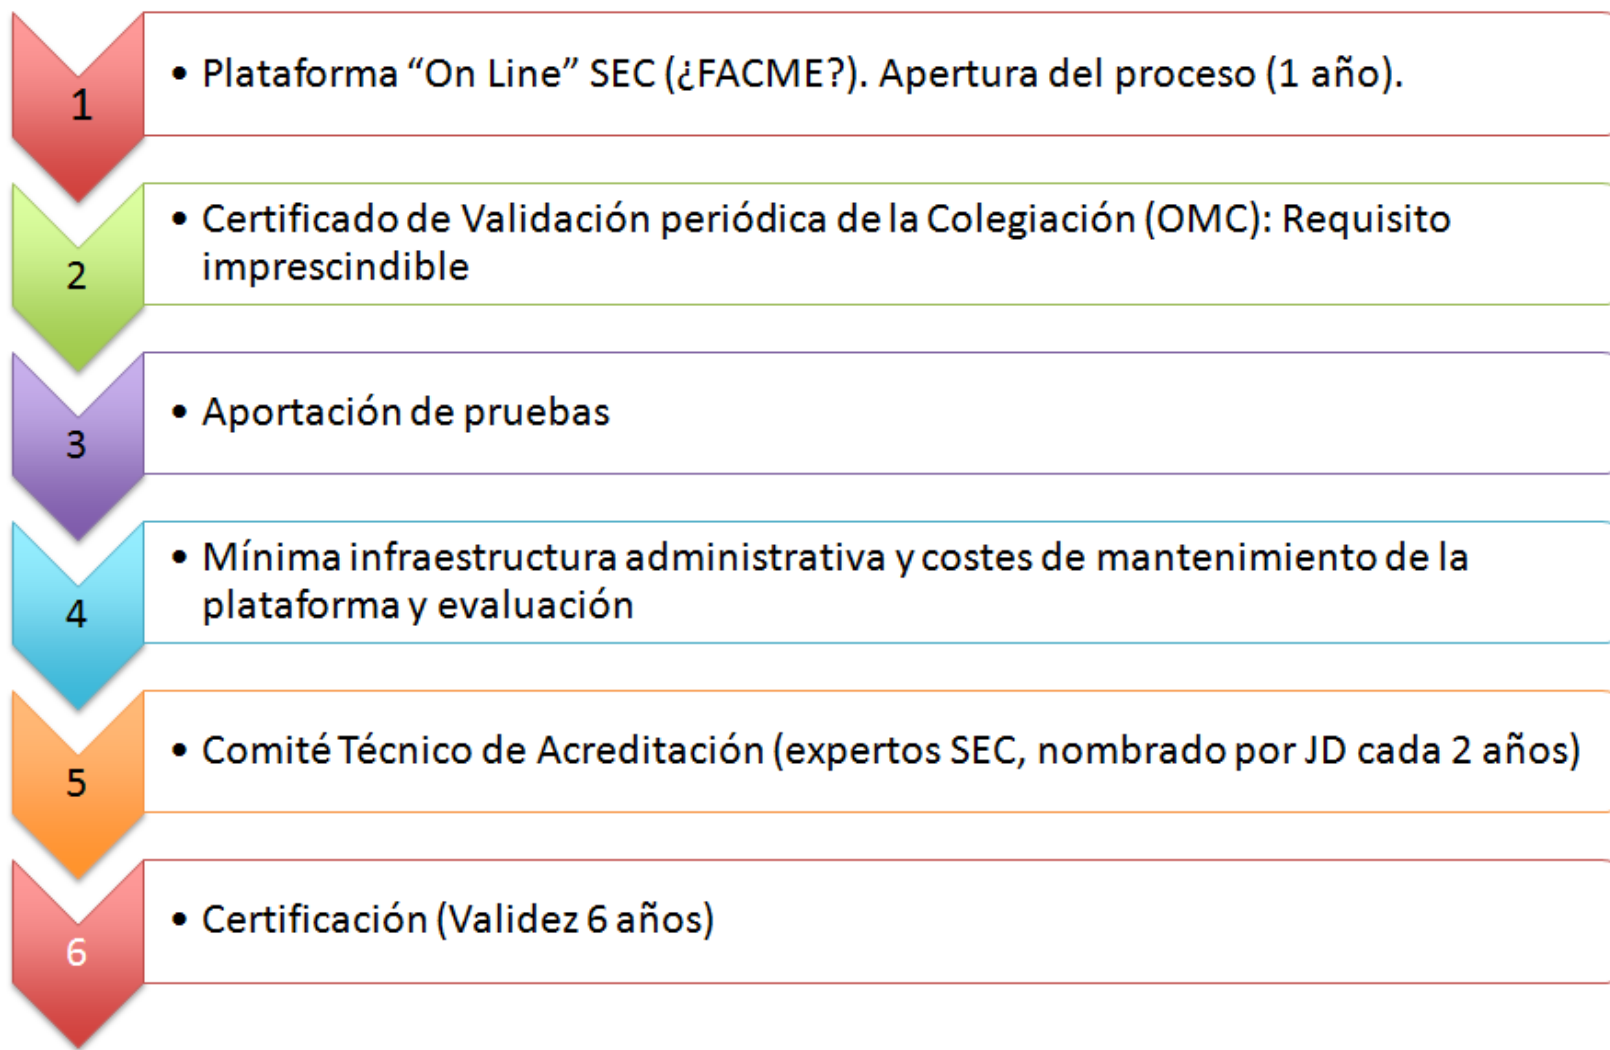 1
• Plataforma “On Line” SEC (¿FACME?). Apertura del proceso (1 año).
2
• Certificado de Validación periódica de la Colegiación (OMC): Requisito
imprescindible
3
• Aportación de pruebas
4
• Mínima infraestructura administrativa y costes de mantenimiento de la
plataforma y evaluación
5
• Comité Técnico de Acreditación (expertos SEC, nombrado por JD cada 2 años)
6
• Certificación (Validez 6 años)